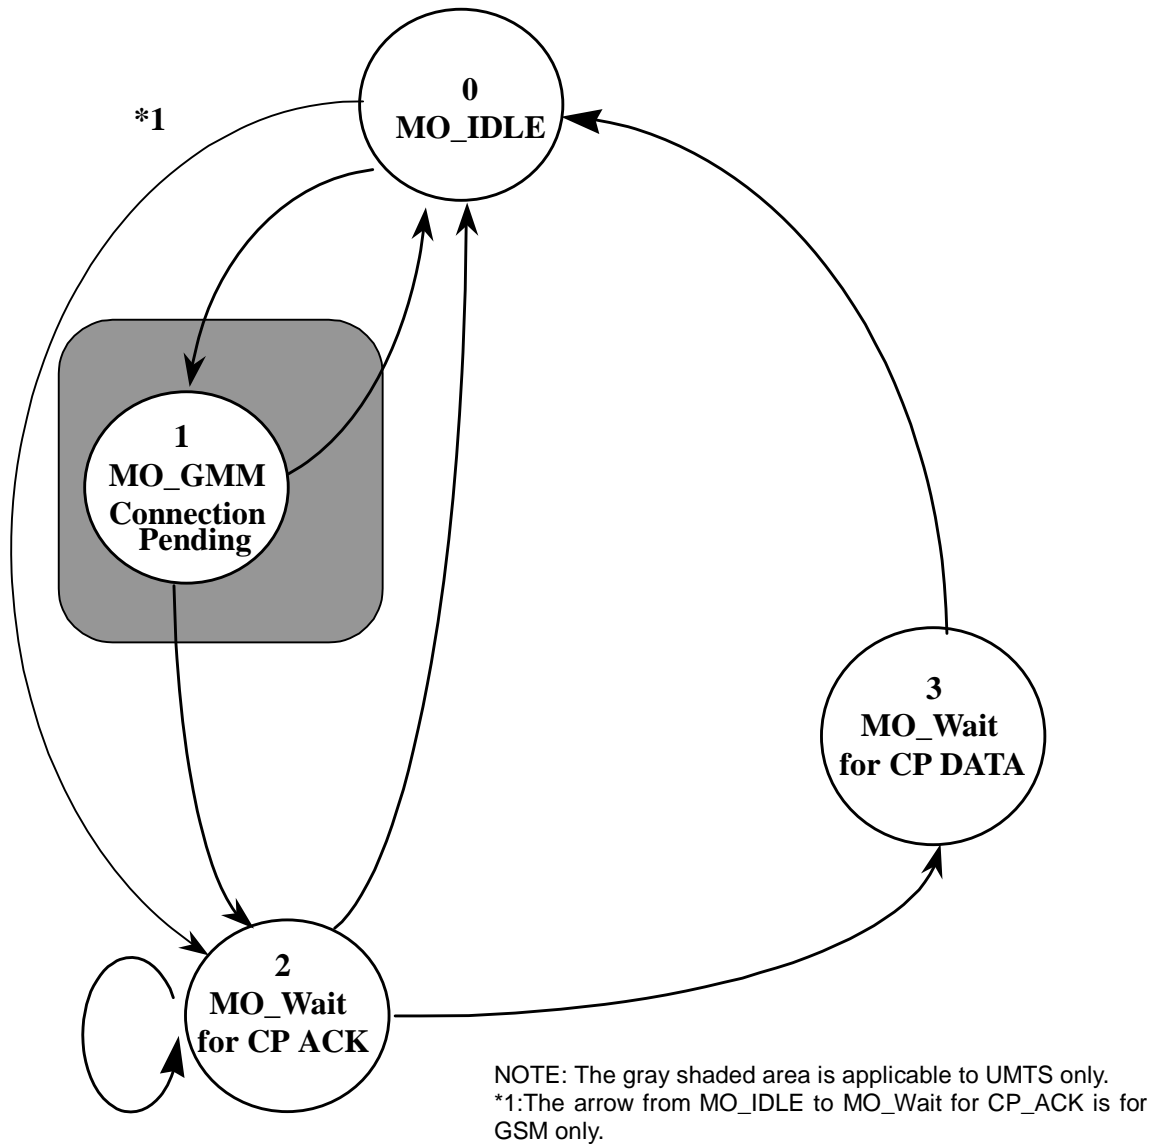 0
MO_IDLE
*1
1
MO_GMM
Connection
Pending
3
MO_Wait
for CP DATA
2
MO_Wait
for CP ACK
NOTE: The gray shaded area is applicable to UMTS only.
*1:The arrow from MO_IDLE to MO_Wait for CP_ACK is for
GSM only.